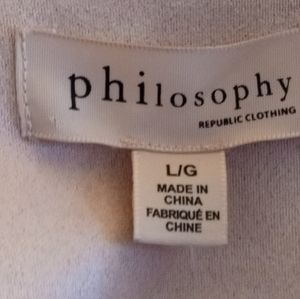 philosophy
REPUBLIC CLOTHING
L/G
MADE IN
CHINA
FABRIQUÉ EN
CHINE